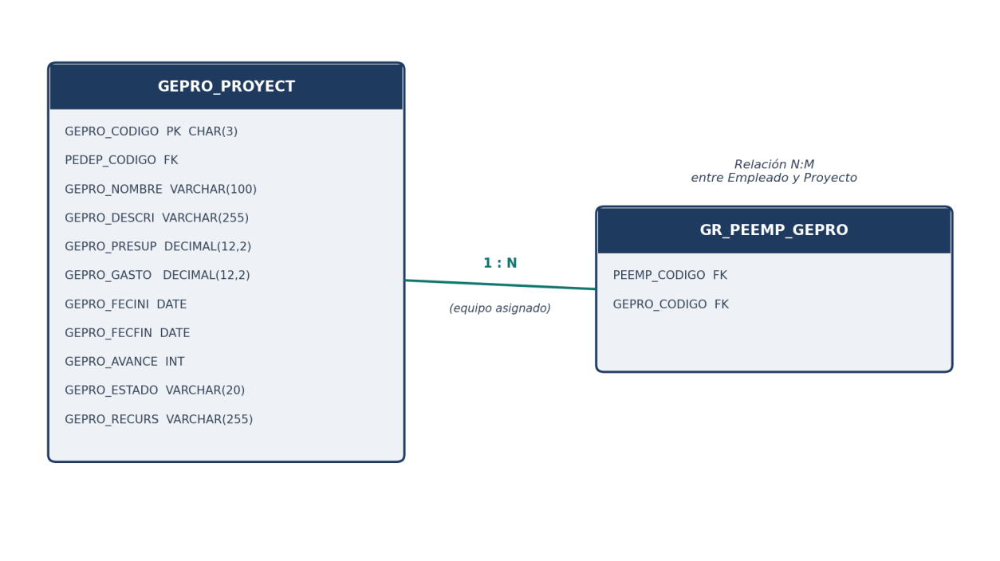 GEPRO_PROYECT
GEPRO_CODIGO  PK  CHAR(3)
PEDEP_CODIGO  FK
GEPRO_NOMBRE  VARCHAR(100)
GEPRO_DESCRI  VARCHAR(255)
GEPRO_PRESUP  DECIMAL(12,2)
GEPRO_GASTO   DECIMAL(12,2)
GEPRO_FECINI  DATE
GEPRO_FECFIN  DATE
GEPRO_AVANCE  INT
GEPRO_ESTADO  VARCHAR(20)
GEPRO_RECURS  VARCHAR(255)
1 : N
(equipo asignado)
Relación N:M
entre Empleado y Proyecto
GR_PEEMP_GEPRO
PEEMP_CODIGO  FK
GEPRO_CODIGO  FK